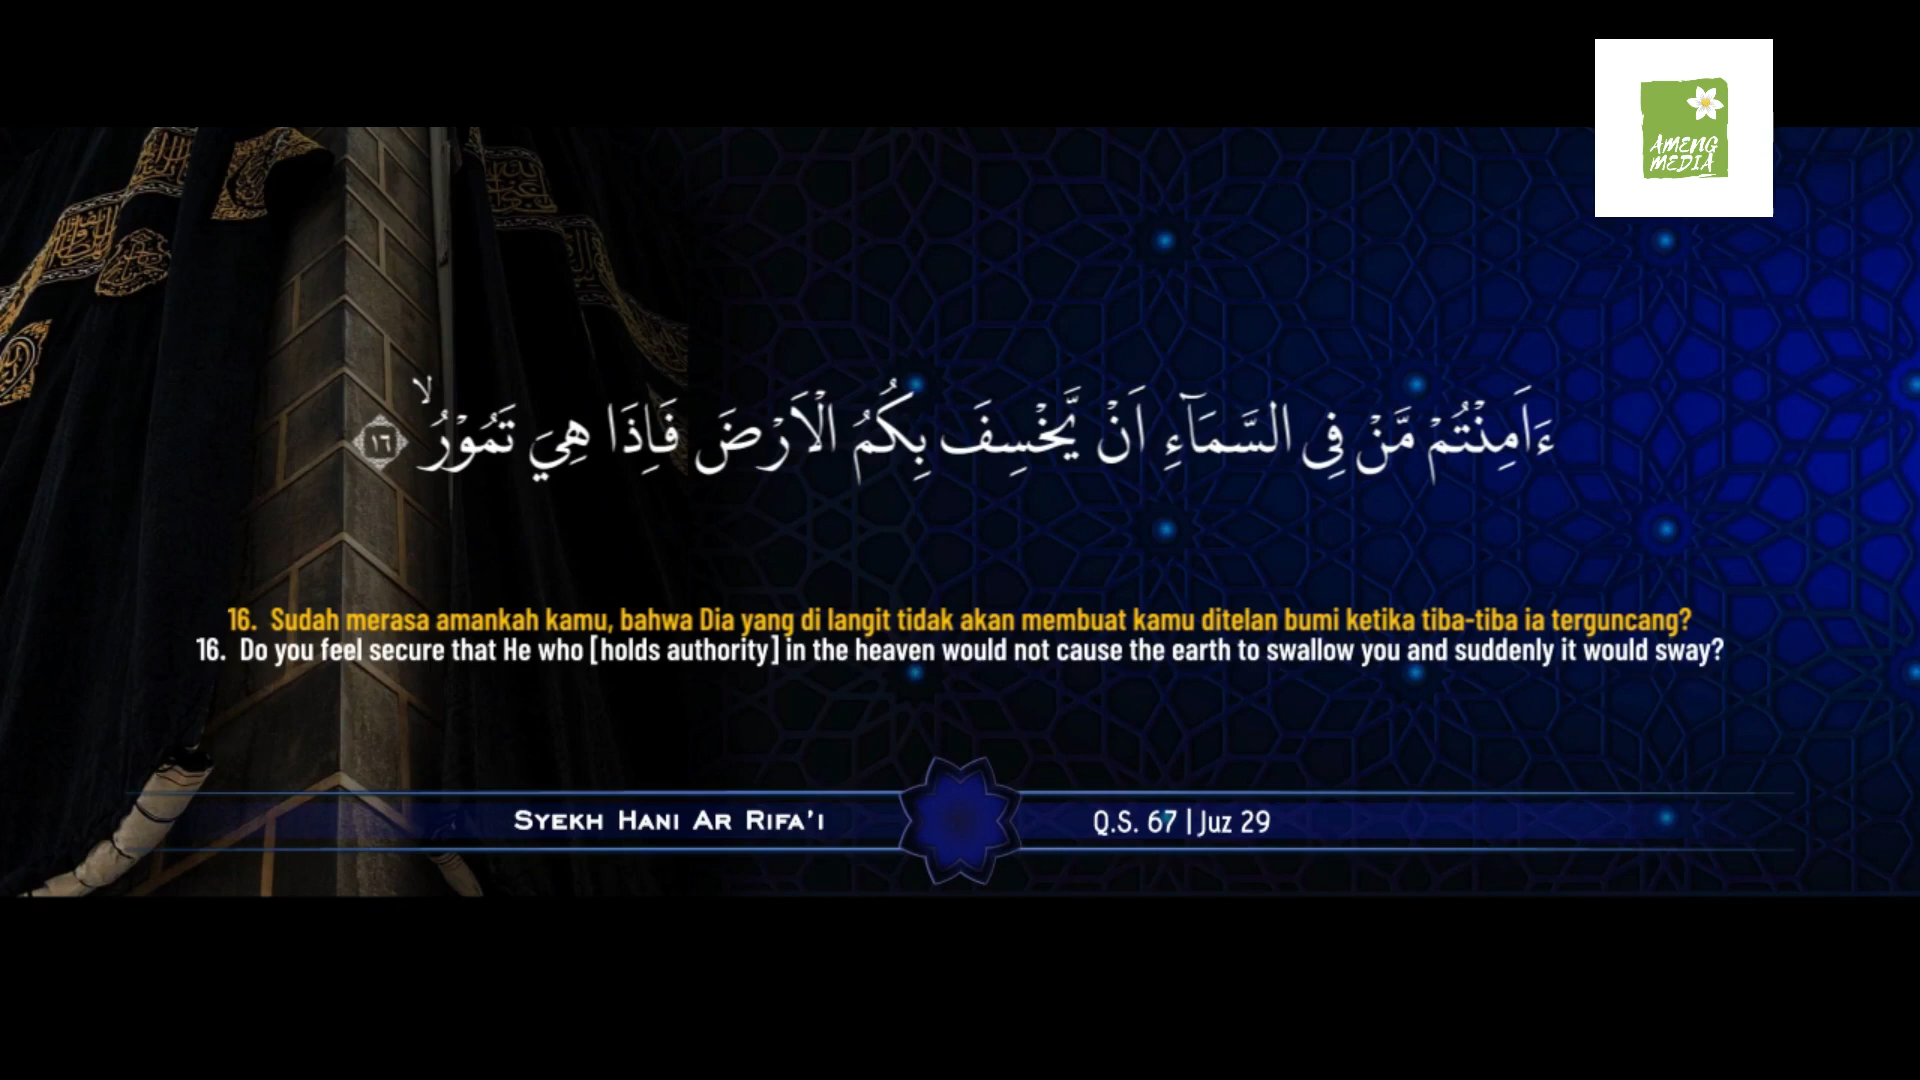 AMENG
MEDIA
ءَاَمِنْتُمْ مَّنْ فِى السَّمَاۤءِ اَنْ يَّخْسِفَ بِكُمُ الْاَرْضَ فَاِذَا هِيَ تَمُوْرُۙ ١٦
16. Sudah merasa amankah kamu, bahwa Dia yang di langit tidak akan membuat kamu ditelan bumi ketika tiba-tiba ia terguncang?
16. Do you feel secure that He who [holds authority] in the heaven would not cause the earth to swallow you and suddenly it would sway?
SYEKH HANI AR RIFA'I
Q.S. 67 | Juz 29